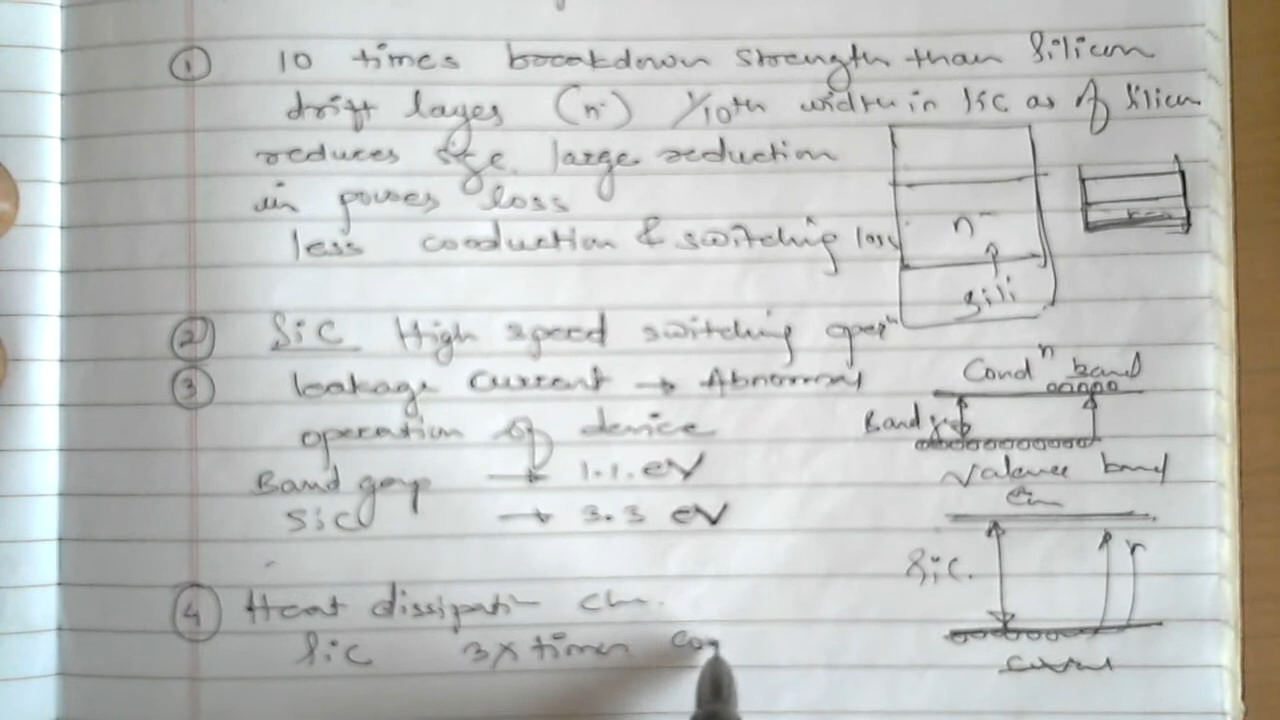 ① 10 times breakdown strength than Silicon
drift layer (n-) 1/10th width in SiC as of Silicon
reduces size large reduction
in power loss
less conduction & switching loss
n-
Sili
② SiC High speed switching operⁿ
③ leakage current → Abnormal
operation of device
Band gap → 1.1. eV
SiC → 3.3 eV
Condⁿ band
Band
Valence band
SiC.
④ Heat dissipati Ch.
SiC 3x times co